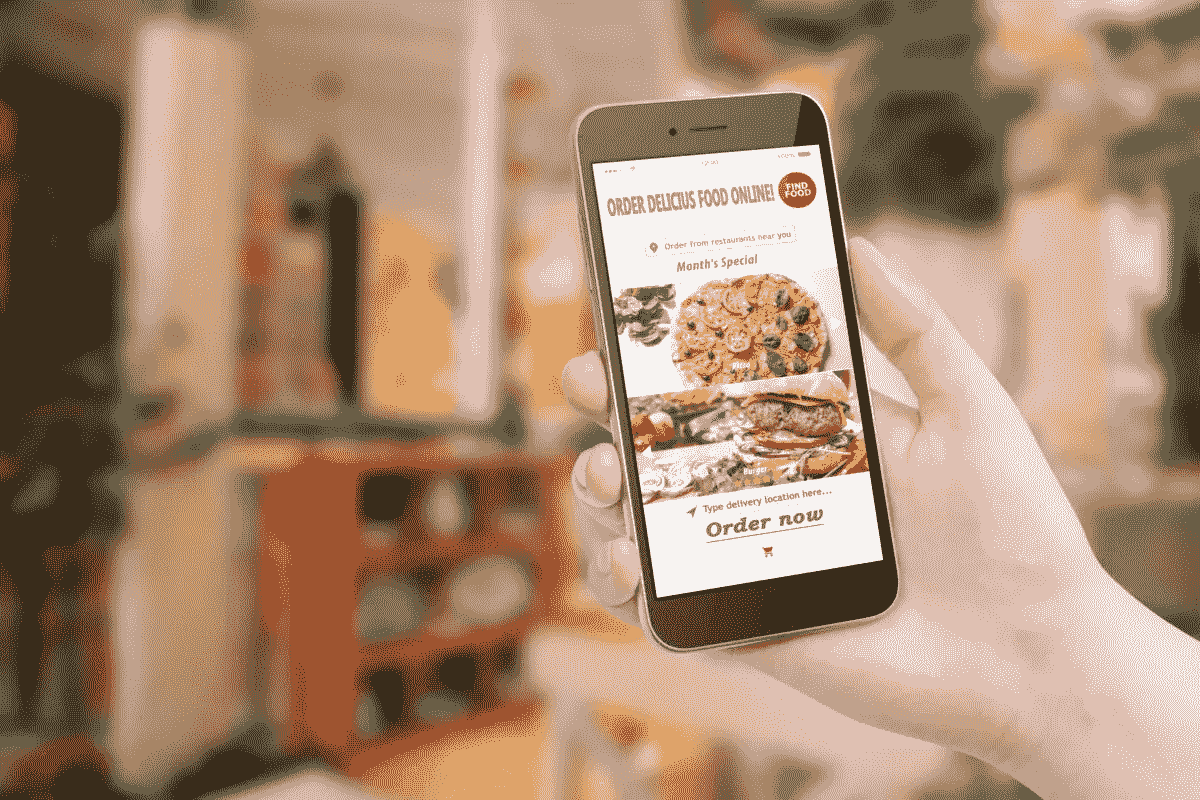 ORDER DELICIUS FOOD ONLINE!
FIND
FOOD
Order from restaurants near you
Month's Special
Pizza
Burger
Type delivery location here...
Order now